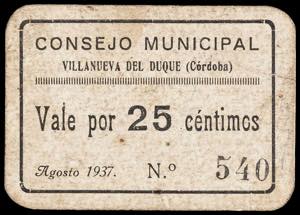 CONSEJO MUNICIPAL
VILLANUEVA DEL DUQUE (Córdoba)
Vale por 25 céntimos
Agosto 1937. N.º 540